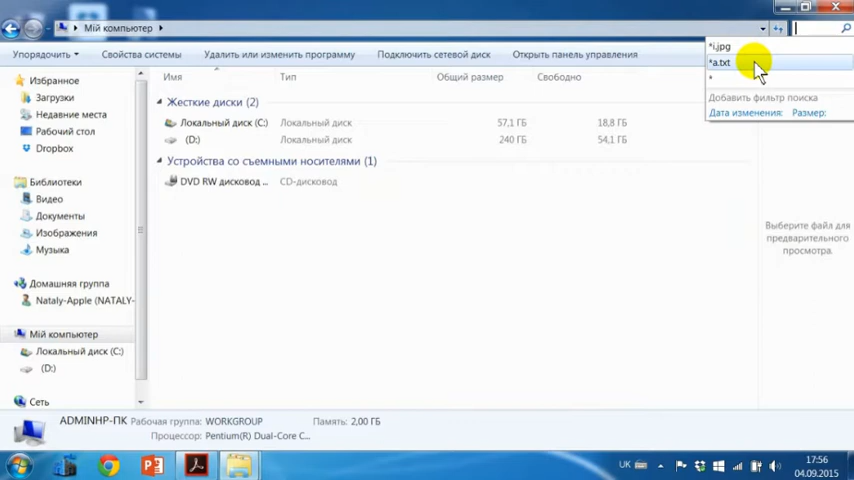 Мій компьютер
*i.jpg
*a.txt
*
Добавить фильтр поиска
Дата изменения: Размер:
Упорядочить Свойства системы Удалить или изменить программу Подключить сетевой диск Открыть панель управления
Имя Тип Общий размер Свободно
Избранное
Загрузки
Недавние места
Рабочий стол
Dropbox
Библиотеки
Видео
Документы
Изображения
Музыка
Домашняя группа
Nataly-Apple (NATALY-
Мій компьютер
Локальный диск (C:)
(D:)
Сеть
Жесткие диски (2)
Локальный диск (C:) Локальный диск 57,1 ГБ 18,8 ГБ
(D:) Локальный диск 240 ГБ 54,1 ГБ
Устройства со съемными носителями (1)
DVD RW дисковод ... CD-дисковод
Выберите файл для
предварительного
просмотра.
ADMINHP-ПК Рабочая группа: WORKGROUP Память: 2,00 ГБ
Процессор: Pentium(R) Dual-Core C...
UK
17:56
04.09.2015